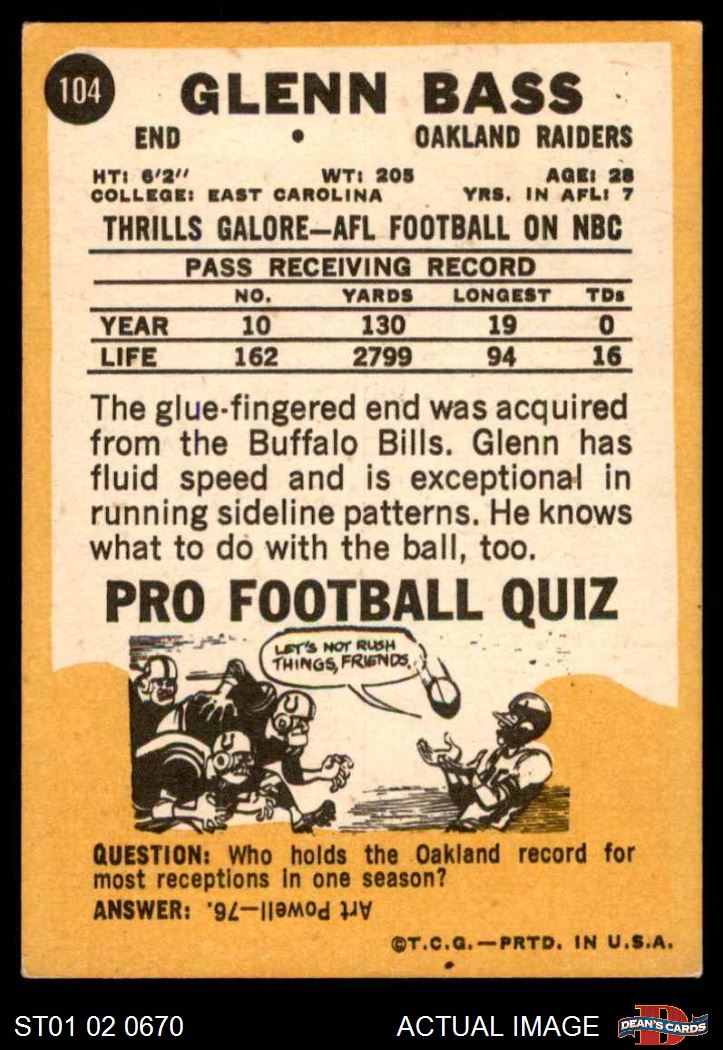 104
GLENN BASS
END • OAKLAND RAIDERS
HT: 6'2" WT: 205 AGE: 28
COLLEGE: EAST CAROLINA YRS. IN AFL: 7
THRILLS GALORE—AFL FOOTBALL ON NBC
PASS RECEIVING RECORD
NO. YARDS LONGEST TDs
YEAR 10 130 19 0
LIFE 162 2799 94 16
The glue-fingered end was acquired
from the Buffalo Bills. Glenn has
fluid speed and is exceptional in
running sideline patterns. He knows
what to do with the ball, too.
PRO FOOTBALL QUIZ
LET'S NOT RUSH
THINGS, FRIENDS.
QUESTION: Who holds the Oakland record for
most receptions in one season?
ANSWER: Art Powell—76.
©T.C.G.—PRTD. IN U.S.A.
ST01 02 0670 ACTUAL IMAGE D DEAN'S CARDS